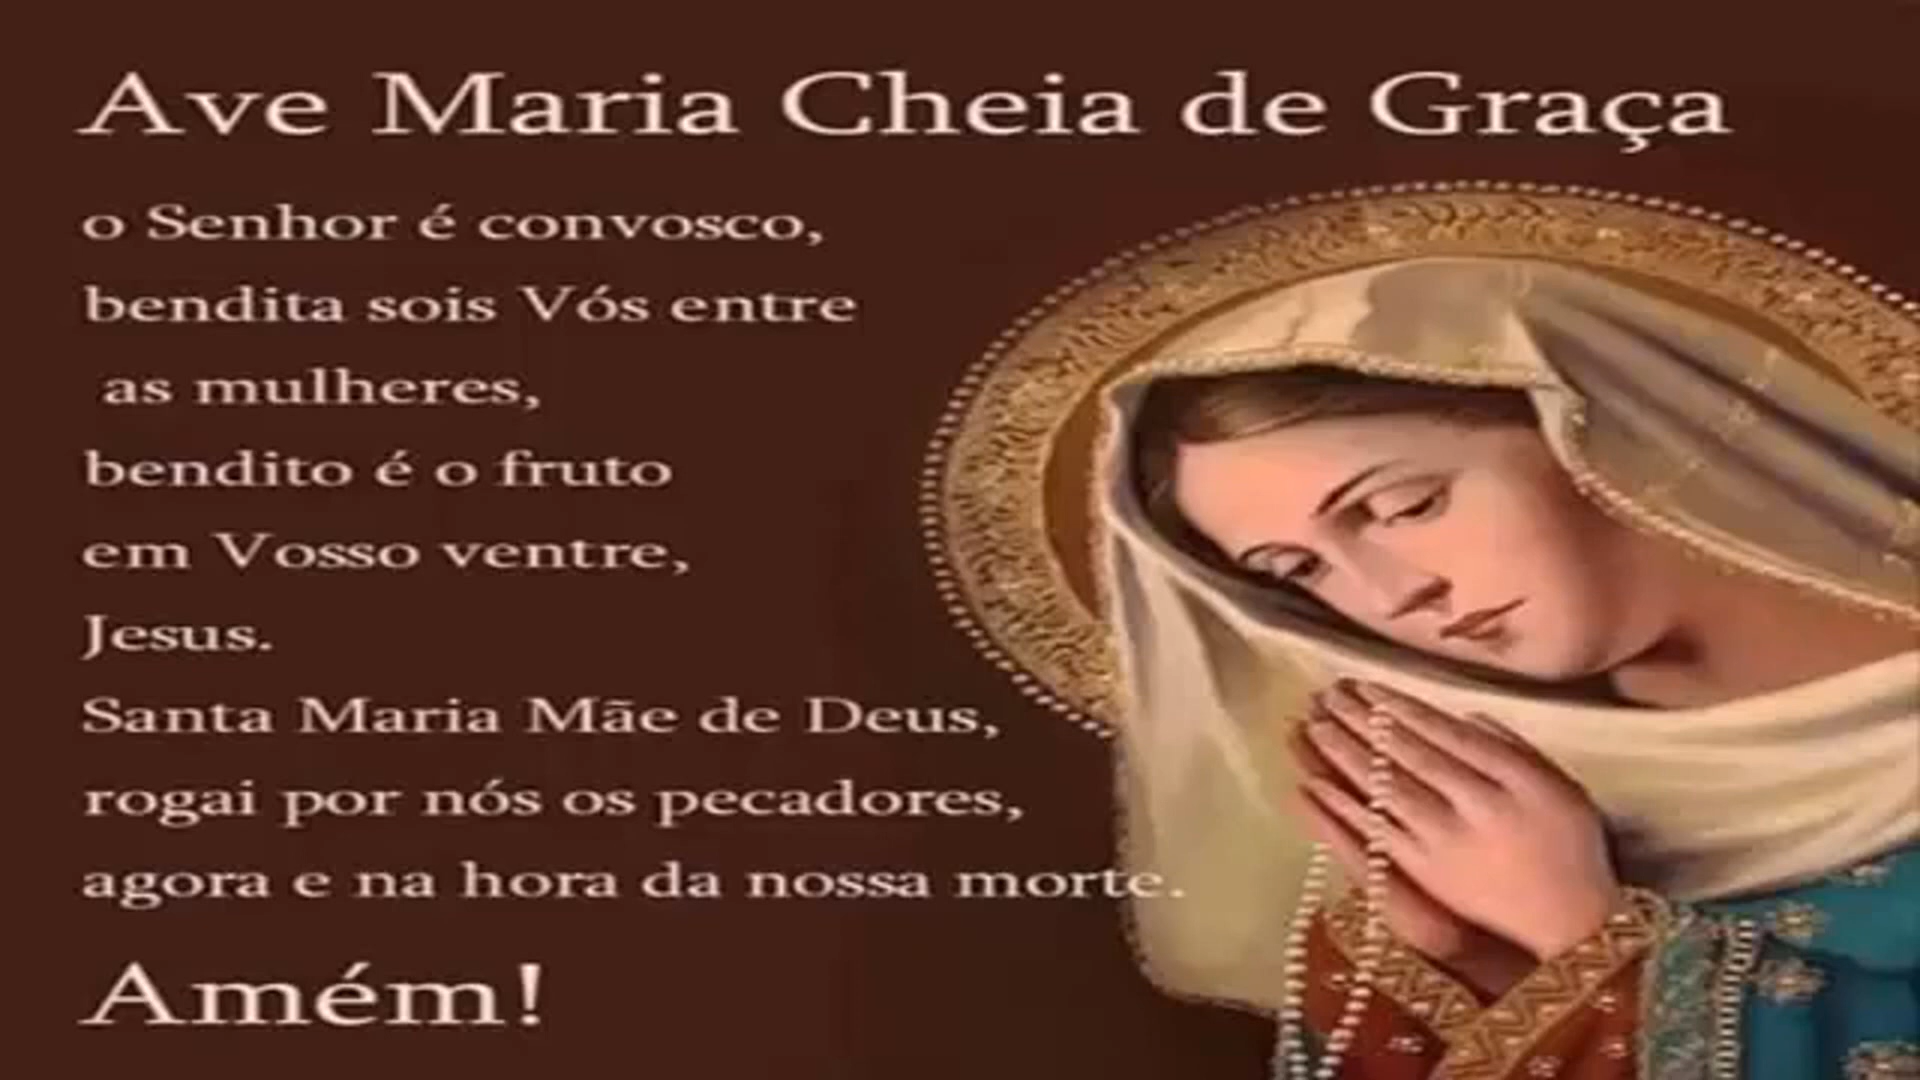 Ave Maria Cheia de Graça
o Senhor é convosco,
bendita sois Vós entre
as mulheres,
bendito é o fruto
em Vosso ventre,
Jesus.
Santa Maria Mãe de Deus,
rogai por nós os pecadores,
agora e na hora da nossa morte.
Amém!